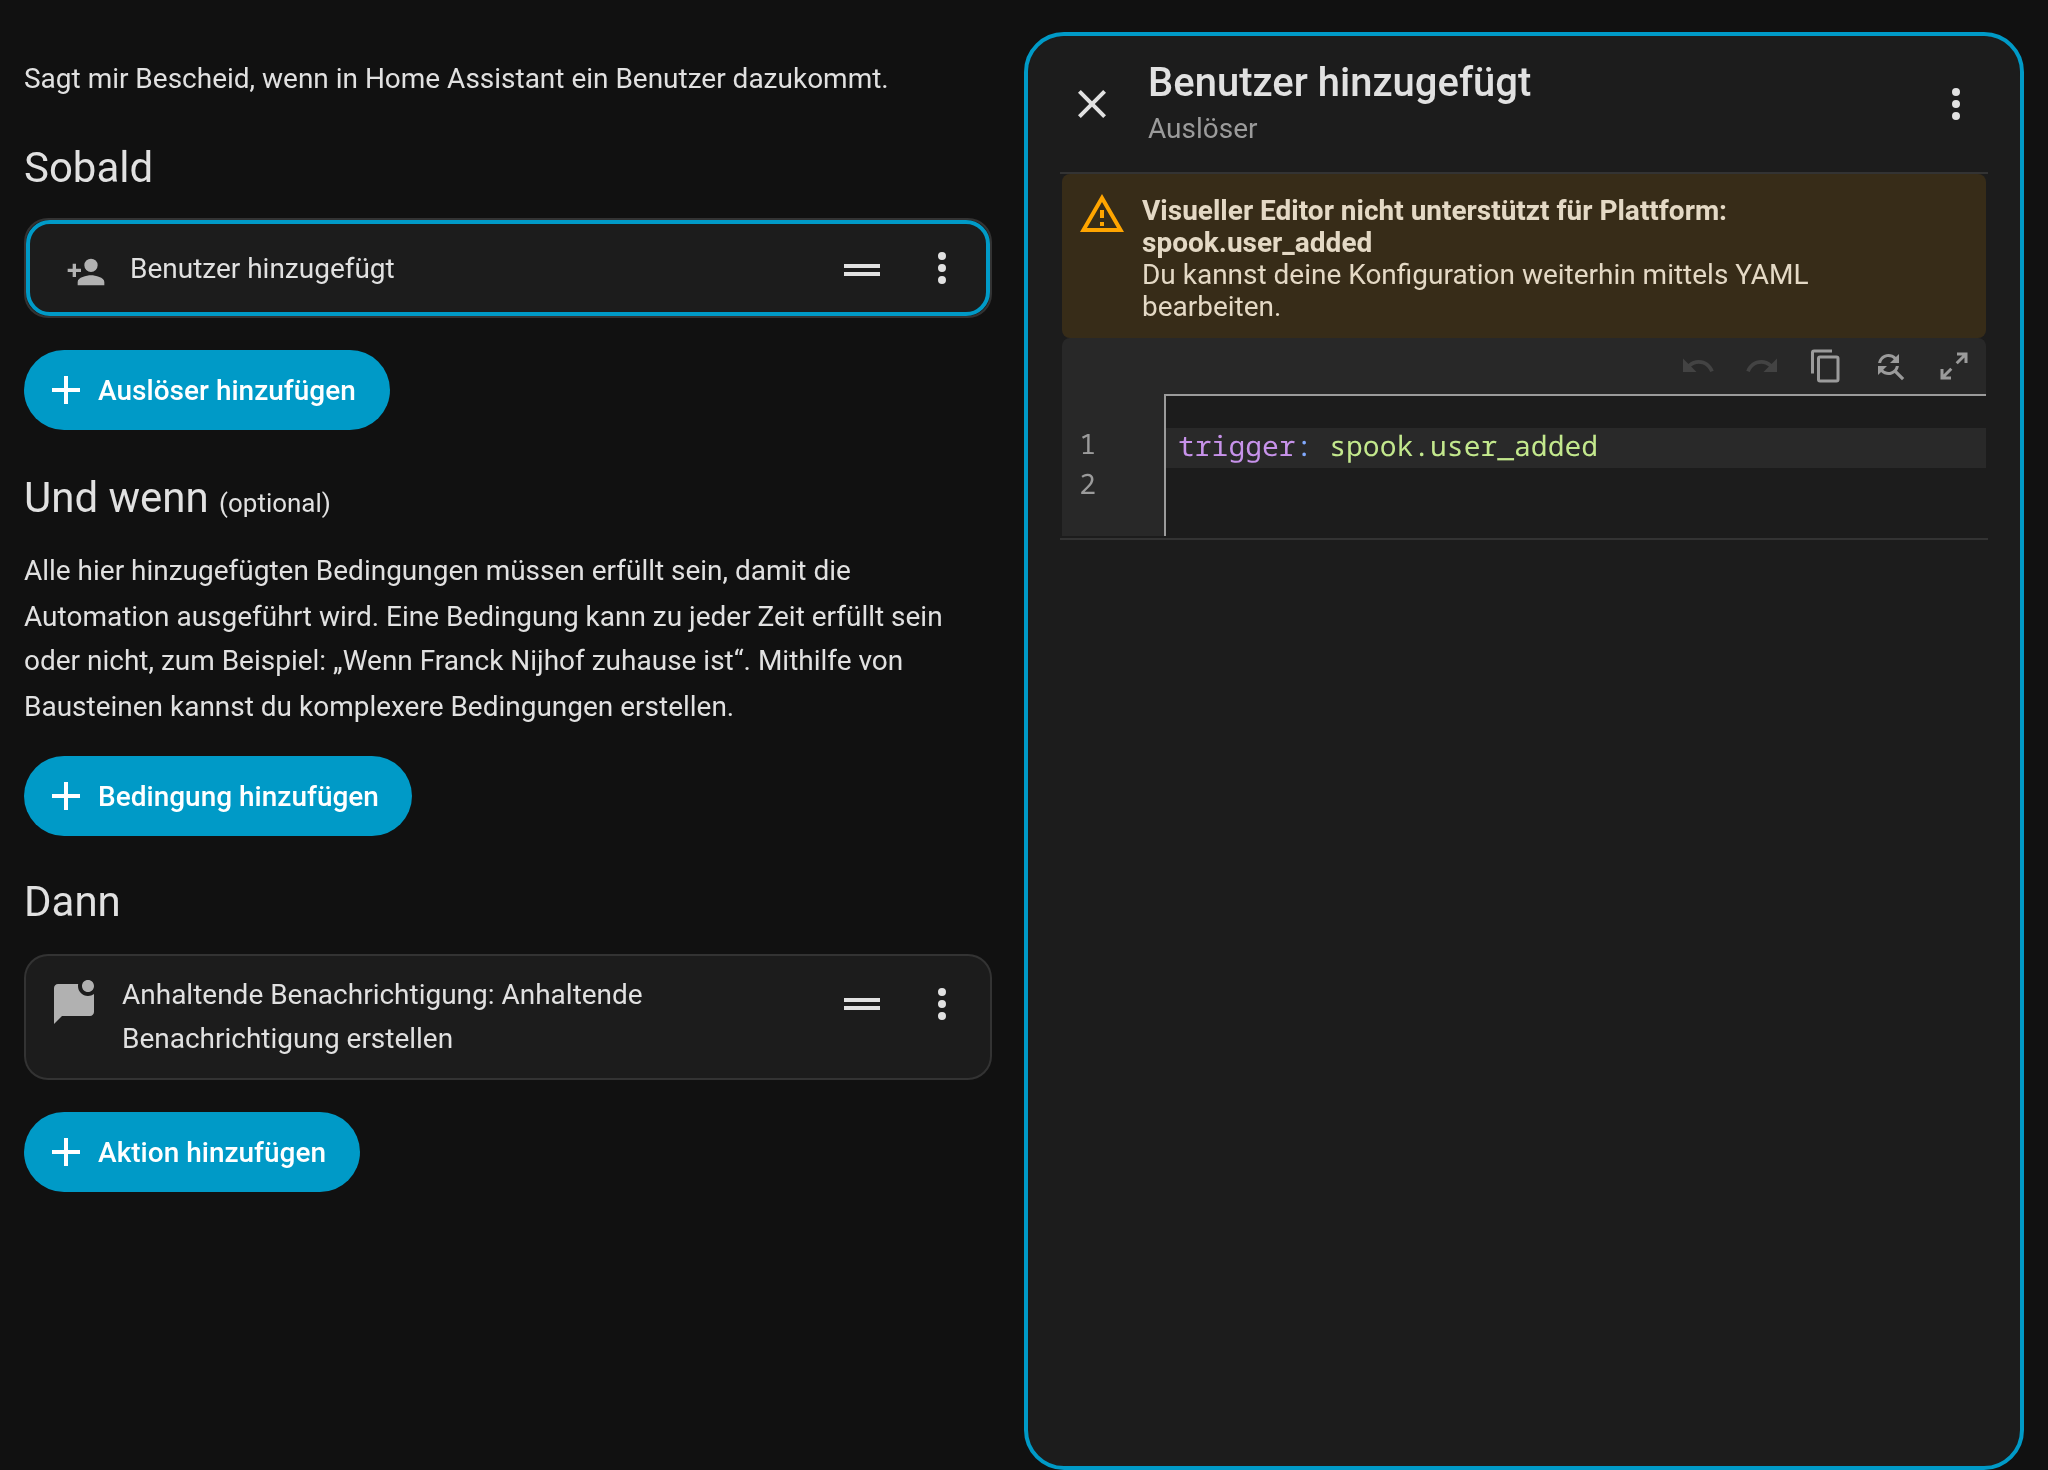 Sagt mir Bescheid, wenn in Home Assistant ein Benutzer dazukommt.
Sobald
Benutzer hinzugefügt
Auslöser hinzufügen
Und wenn (optional)
Alle hier hinzugefügten Bedingungen müssen erfüllt sein, damit die
Automation ausgeführt wird. Eine Bedingung kann zu jeder Zeit erfüllt sein
oder nicht, zum Beispiel: „Wenn Franck Nijhof zuhause ist“. Mithilfe von
Bausteinen kannst du komplexere Bedingungen erstellen.
Bedingung hinzufügen
Dann
Anhaltende Benachrichtigung: Anhaltende
Benachrichtigung erstellen
Aktion hinzufügen
Benutzer hinzugefügt
Auslöser
Visueller Editor nicht unterstützt für Plattform:
spook.user_added
Du kannst deine Konfiguration weiterhin mittels YAML
bearbeiten.
1 trigger: spook.user_added
2